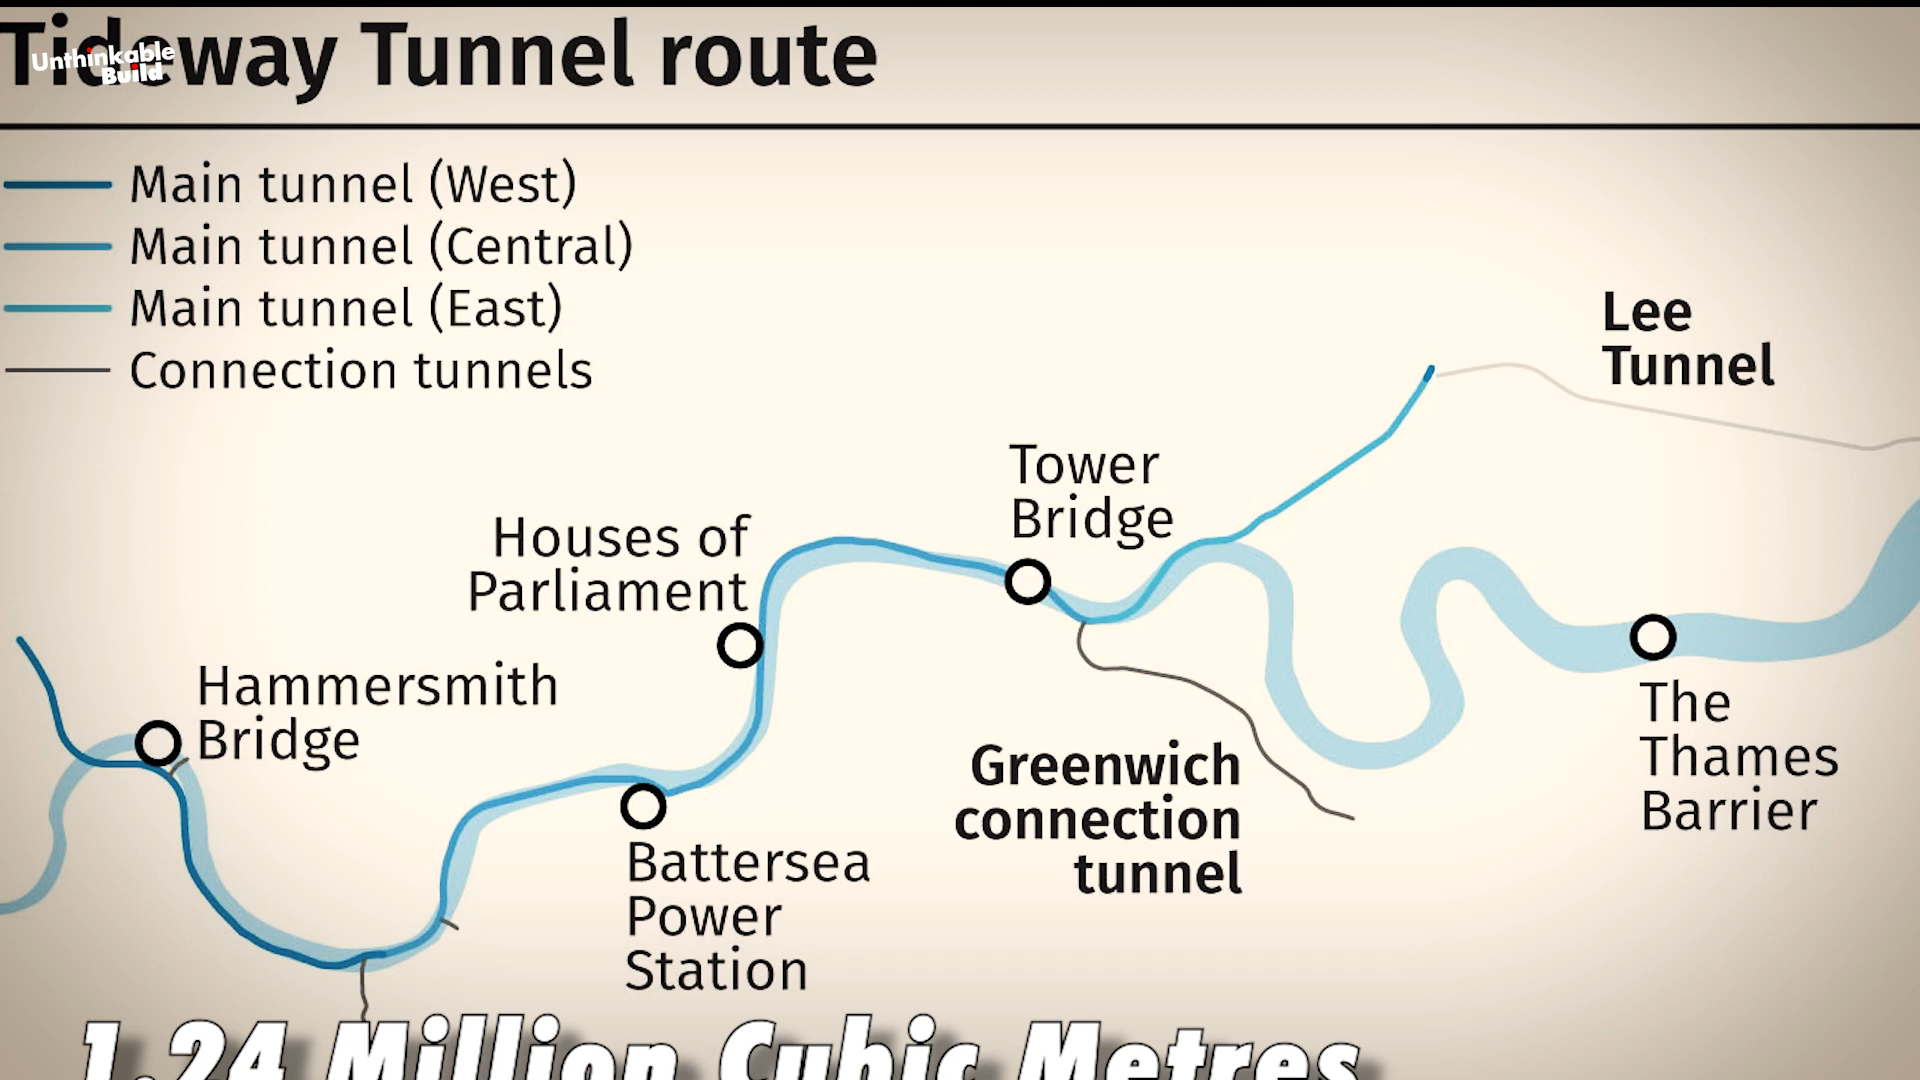 Tideway Tunnel route
Unthinkable
Build
Main tunnel (West)
Main tunnel (Central)
Main tunnel (East)
Connection tunnels
Lee
Tunnel
Tower
Bridge
Houses of
Parliament
Hammersmith
Bridge
The
Thames
Barrier
Greenwich
connection
tunnel
Battersea
Power
Station
1.24 Million Cubic Metres